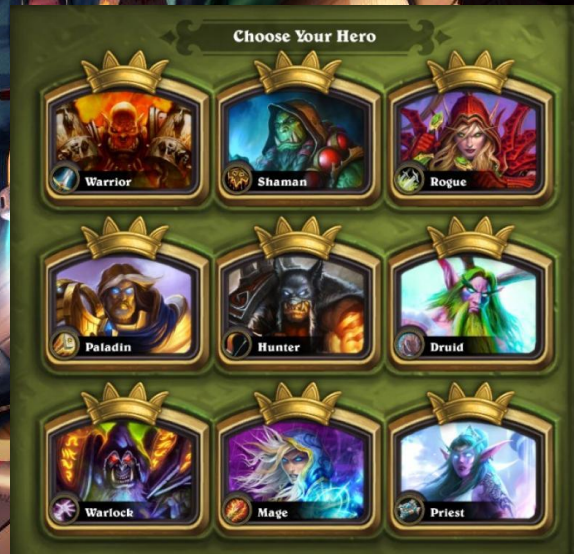 Choose Your Hero
Warrior
Shaman
Rogue
Paladin
Hunter
Druid
Warlock
Mage
Priest